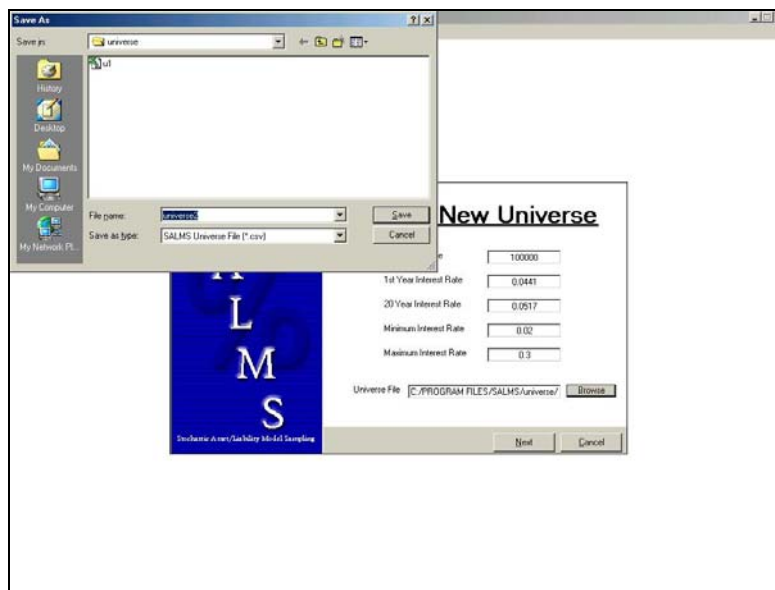 Save As
Save in: universe
u1
History
Desktop
My Documents
My Computer
My Network Pl...
File name: universe2
Save
Save as type: SALMS Universe File (*.csv)
Cancel
New Universe
100000
1st Year Interest Rate 0.0441
20 Year Interest Rate 0.0517
Minimum Interest Rate 0.02
Maximum Interest Rate 0.3
Universe File C:/PROGRAM FILES/SALMS/universe/ Browse
A
L
M
S
Stochastic Asset/Liability Model Sampling
Next Cancel